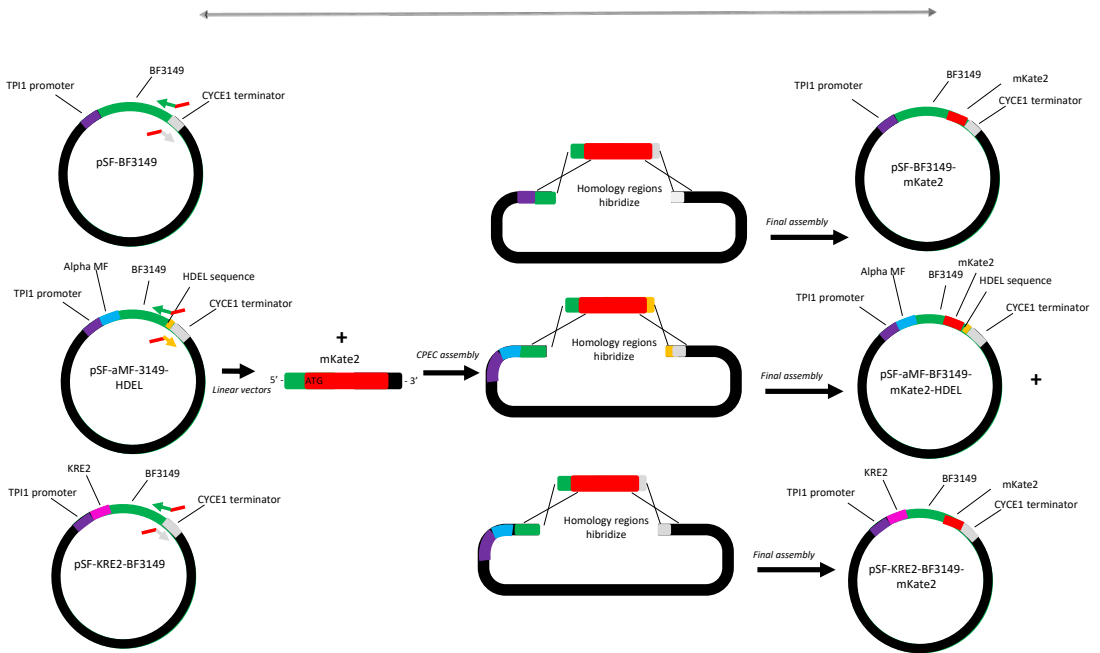 BF3149
TPI1 promoter
CYCE1 terminator
pSF-BF3149
Homology regions
hibridize
Final assembly
BF3149
mKate2
TPI1 promoter
CYCE1 terminator
pSF-BF3149-
mKate2
Alpha MF
BF3149
HDEL sequence
TPI1 promoter
CYCE1 terminator
pSF-aMF-3149-
HDEL
Linear vectors
+
mKate2
5’ -
ATG
- 3’
CPEC assembly
Homology regions
hibridize
Final assembly
Alpha MF
BF3149
mKate2
HDEL sequence
TPI1 promoter
CYCE1 terminator
pSF-aMF-BF3149-
mKate2-HDEL
+
KRE2
BF3149
TPI1 promoter
CYCE1 terminator
pSF-KRE2-BF3149
Homology regions
hibridize
Final assembly
KRE2
BF3149
mKate2
TPI1 promoter
CYCE1 terminator
pSF-KRE2-BF3149-
mKate2